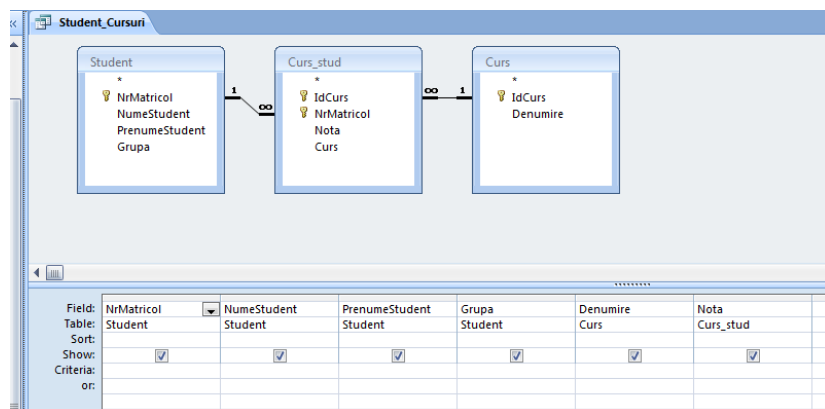 Student_Cursuri
Student
*
NrMatricol
NumeStudent
PrenumeStudent
Grupa
Curs_stud
*
IdCurs
NrMatricol
Nota
Curs
Curs
*
IdCurs
Denumire
1 ∞
∞ 1
Field: NrMatricol NumeStudent PrenumeStudent Grupa Denumire Nota
Table: Student Student Student Student Curs Curs_stud
Sort:
Show:
Criteria:
or: